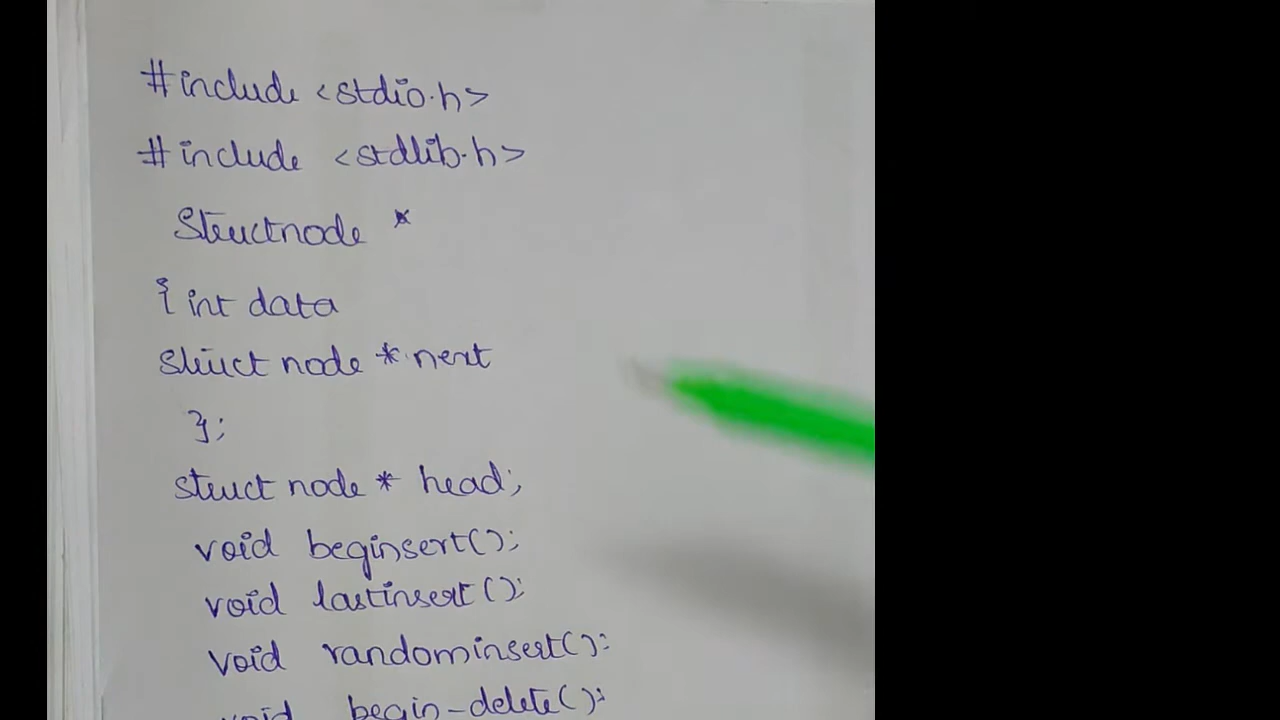 #include <stdio.h>
#include <stdlib.h>
Structnode *
{ int data
struct node *next
};
struct node * head;
void beginsert();
void lastinsert();
void randominsert();
void begin-delete();